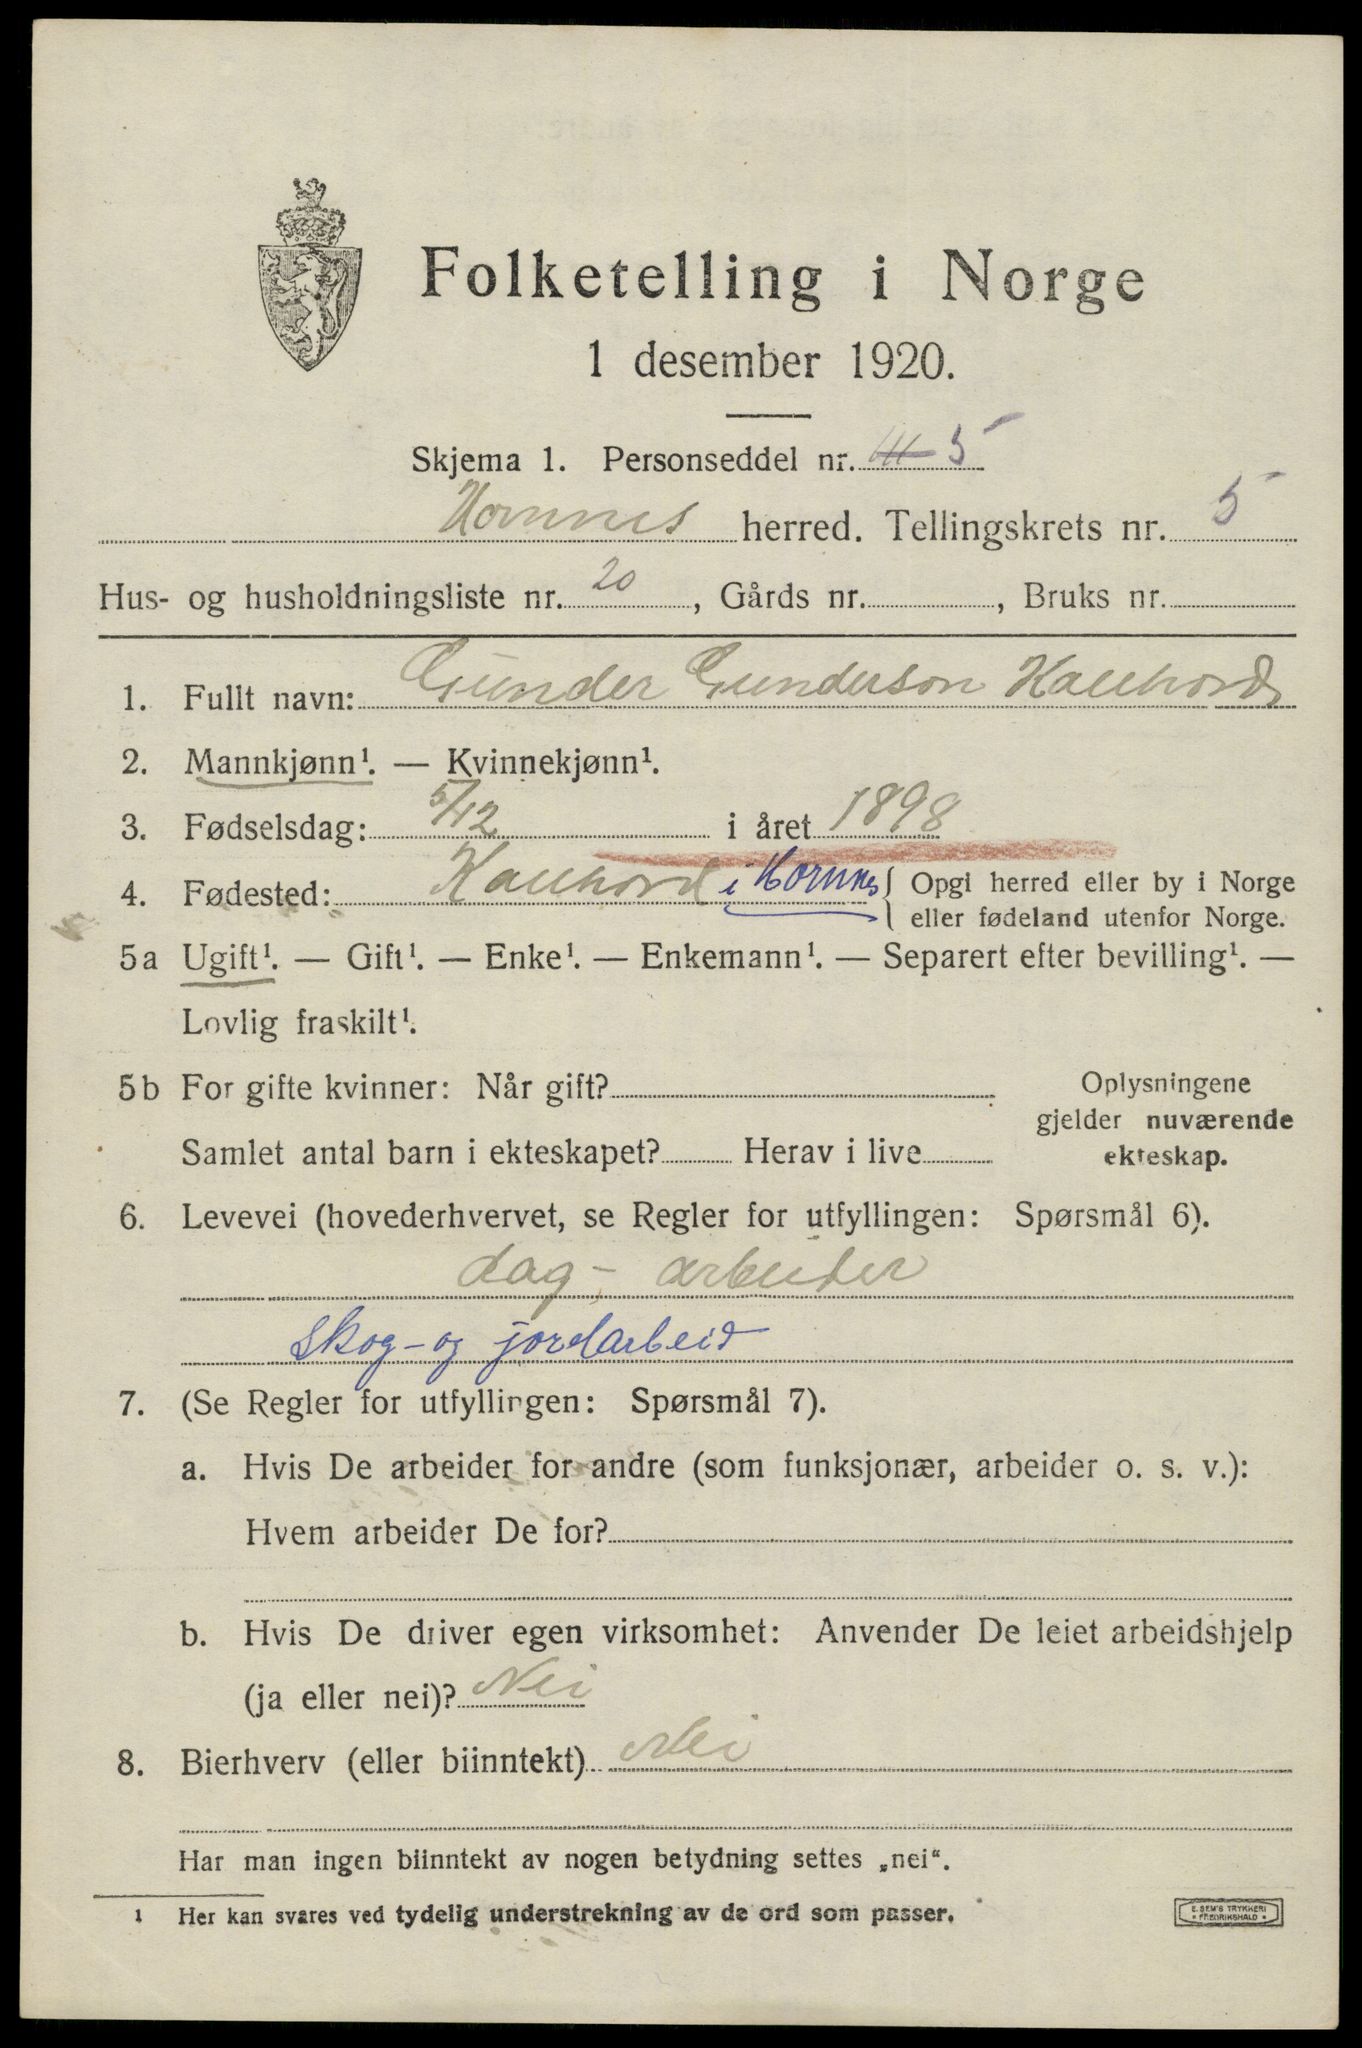 Folketelling i Norge
1 desember 1920.
Skjema 1. Personseddel nr. 5
Hornnes herred. Tellingskrets nr. 5
Hus- og husholdningsliste nr. 20, Gårds nr. , Bruks nr.
1. Fullt navn: Gunder Gunderson Kauhord
2. Mannkjønn¹. — Kvinnekjønn¹.
3. Fødselsdag: 5/12 i året 1898
4. Fødested: Kauhord i Hornnes { Opgi herred eller by i Norge
eller fødeland utenfor Norge.
5a Ugift¹. — Gift¹. — Enke¹. — Enkemann¹. — Separert efter bevilling¹. —
Lovlig fraskilt¹.
5b For gifte kvinner: Når gift? Oplysningene
gjelder nuværende
Samlet antal barn i ekteskapet? Herav i live ekteskap.
6. Levevei (hovederhvervet, se Regler for utfyllingen: Spørsmål 6).
dag- arbeider
Skog- og jordarbeid
7. (Se Regler for utfyllingen: Spørsmål 7).
a. Hvis De arbeider for andre (som funksjonær, arbeider o. s. v.):
Hvem arbeider De for?
b. Hvis De driver egen virksomhet: Anvender De leiet arbeidshjelp
(ja eller nei)? Nei
8. Bierhverv (eller biinntekt) Nei
Har man ingen biinntekt av nogen betydning settes „nei".
1 Her kan svares ved tydelig understrekning av de ord som passer.
E. SEM'S TRYKKERI
* FREDRIKSHALD *